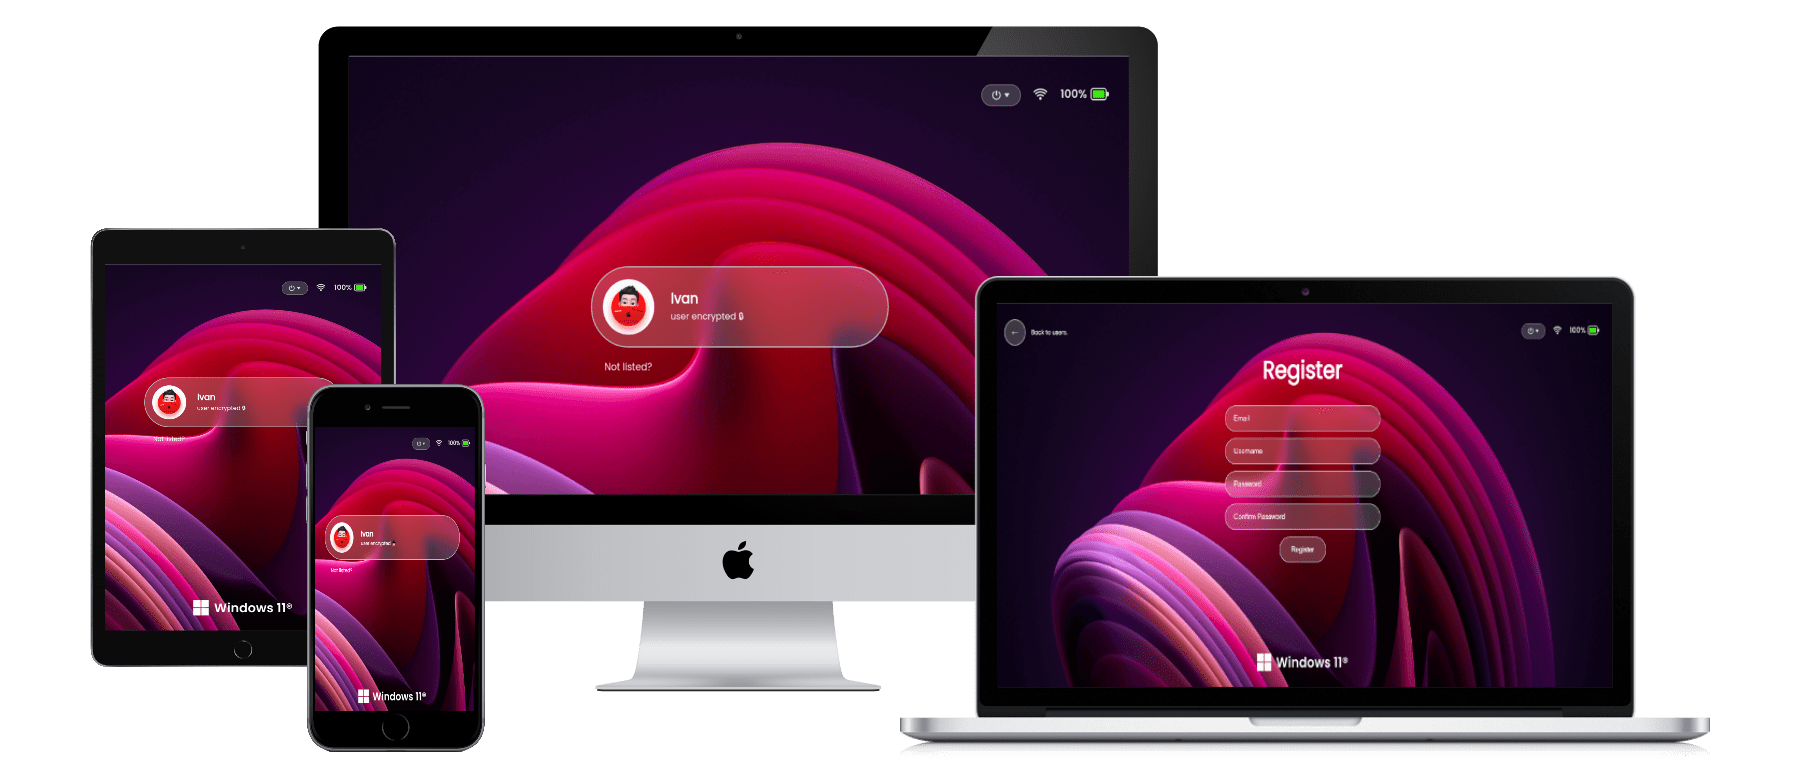 100%
Ivan
user encrypted
Not listed?
100%
Ivan
user encrypted
Not listed?
Windows 11®
100%
Ivan
user encrypted
Not listed?
Windows 11®
Back to users
100%
Register
Email
Username
Password
Confirm Password
Register
Windows 11®